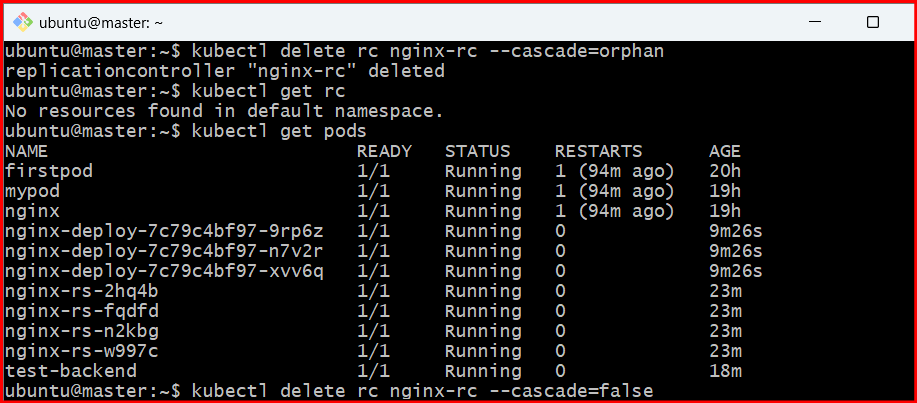 ubuntu@master: ~
ubuntu@master:~$ kubectl delete rc nginx-rc --cascade=orphan
replicationcontroller "nginx-rc" deleted
ubuntu@master:~$ kubectl get rc
No resources found in default namespace.
ubuntu@master:~$ kubectl get pods
NAME READY STATUS RESTARTS AGE
firstpod 1/1 Running 1 (94m ago) 20h
mypod 1/1 Running 1 (94m ago) 19h
nginx 1/1 Running 1 (94m ago) 19h
nginx-deploy-7c79c4bf97-9rp6z 1/1 Running 0 9m26s
nginx-deploy-7c79c4bf97-n7v2r 1/1 Running 0 9m26s
nginx-deploy-7c79c4bf97-xvv6q 1/1 Running 0 9m26s
nginx-rs-2hq4b 1/1 Running 0 23m
nginx-rs-fqdfd 1/1 Running 0 23m
nginx-rs-n2kbg 1/1 Running 0 23m
nginx-rs-w997c 1/1 Running 0 23m
test-backend 1/1 Running 0 18m
ubuntu@master:~$ kubectl delete rc nginx-rc --cascade=false